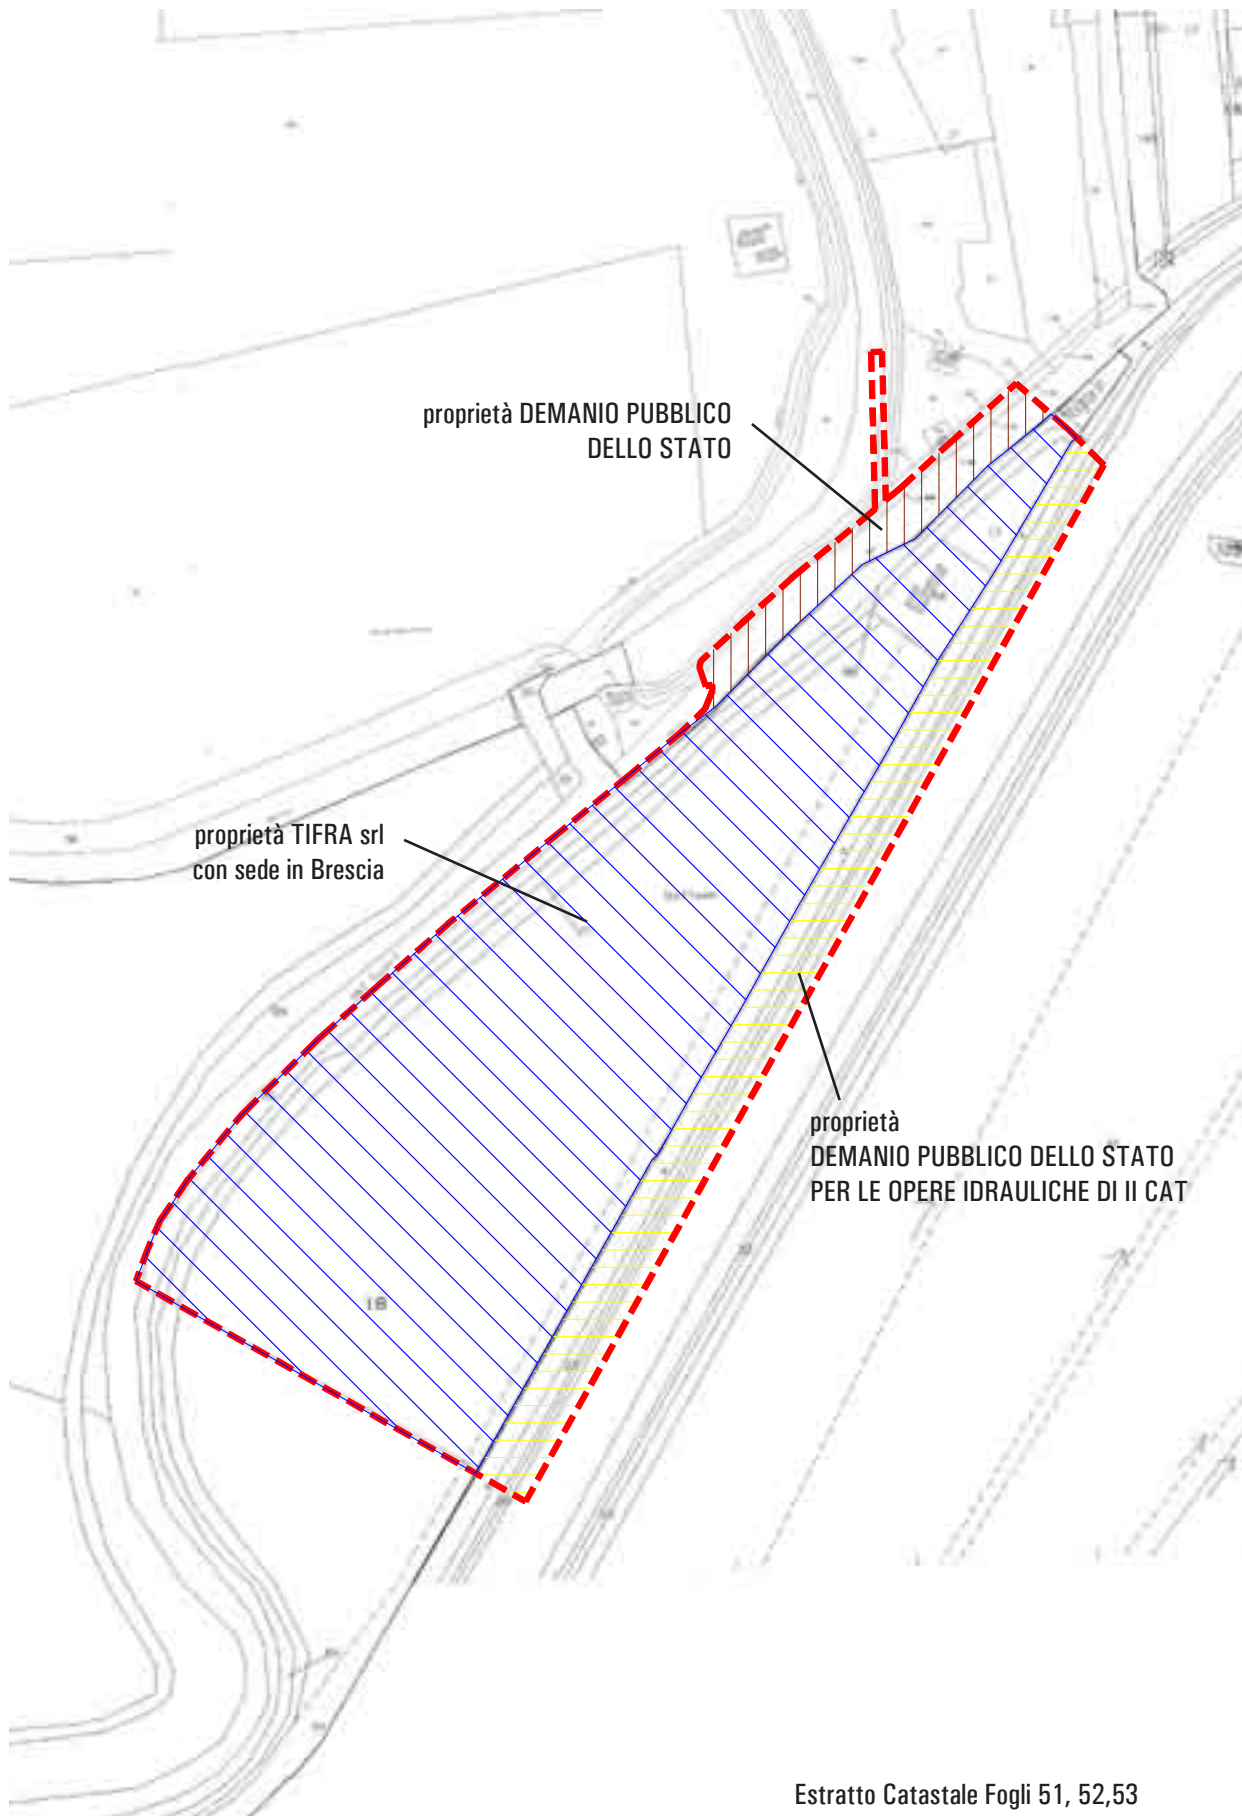 proprietà DEMANIO PUBBLICO
DELLO STATO
proprietà TIFRA srl
con sede in Brescia
proprietà
DEMANIO PUBBLICO DELLO STATO
PER LE OPERE IDRAULICHE DI II CAT
18
Estratto Catastale Fogli 51, 52,53